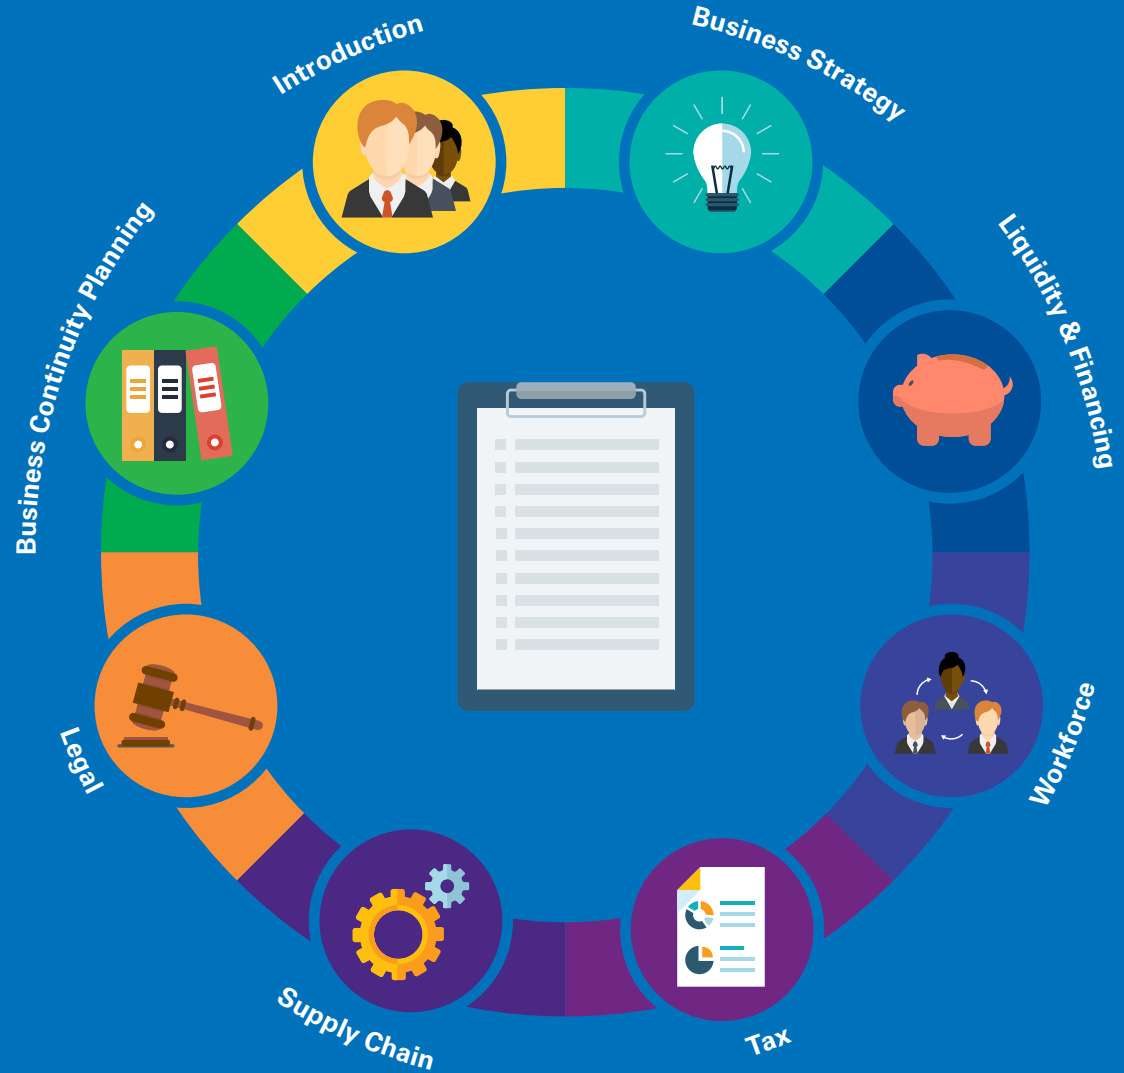 Introduction
Business Strategy
Liquidity & Financing
Workforce
Tax
Supply Chain
Legal
Business Continuity Planning